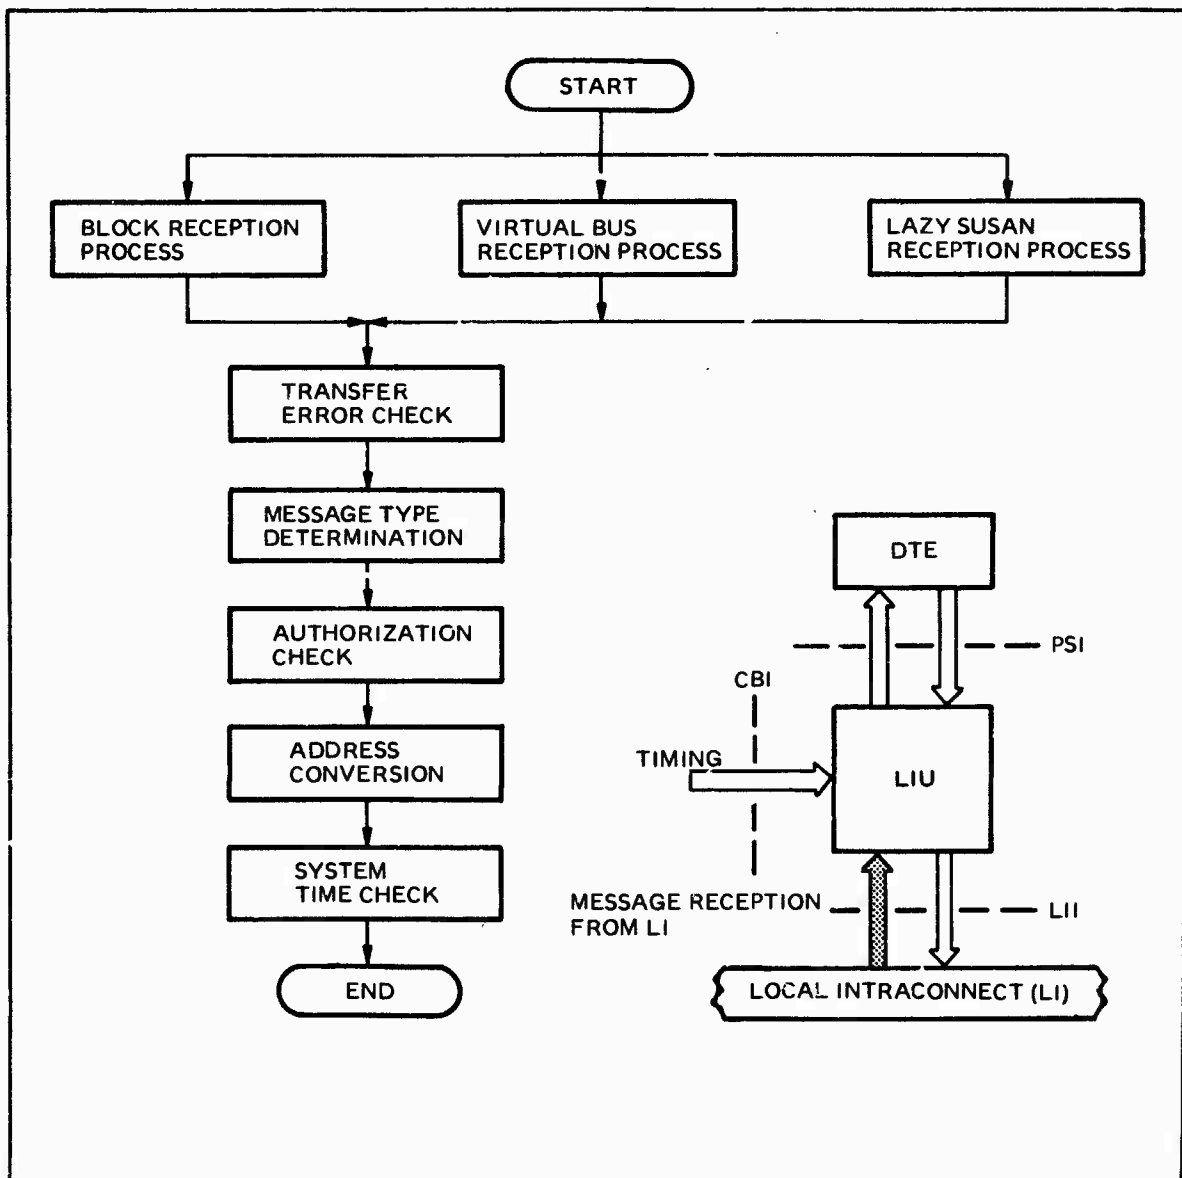 START
BLOCK RECEPTION
PROCESS
VIRTUAL BUS
RECEPTION PROCESS
LAZY SUSAN
RECEPTION PROCESS
TRANSFER
ERROR CHECK
MESSAGE TYPE
DETERMINATION
AUTHORIZATION
CHECK
ADDRESS
CONVERSION
SYSTEM
TIME CHECK
END
DTE
PSI
CBI
TIMING
LIU
MESSAGE RECEPTION
FROM LI
LII
LOCAL INTRACONNECT (LI)